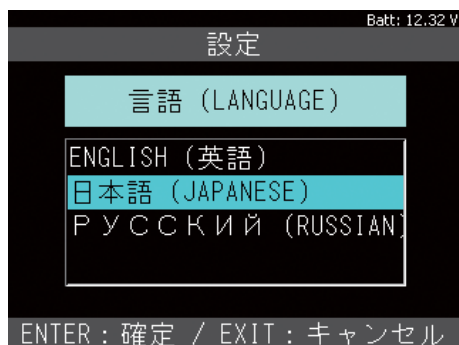 Batt: 12.32 V
設定
言語 (LANGUAGE)
ENGLISH (英語)
日本語 (JAPANESE)
РУССКИЙ (RUSSIAN)
ENTER：確定 / EXIT：キャンセル